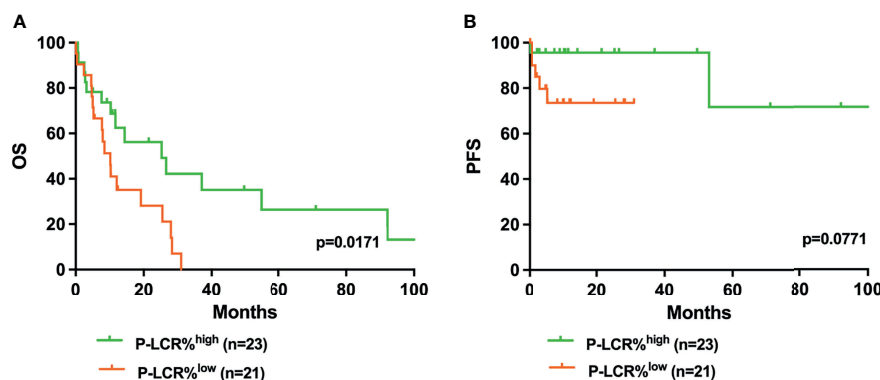 A
100
80
60
40
20
0
OS
0 20 40 60 80 100
Months
p=0.0171
P-LCR%high (n=23)
P-LCR%low (n=21)
B
100
80
60
40
20
0
PFS
0 20 40 60 80 100
Months
p=0.0771
P-LCR%high (n=23)
P-LCR%low (n=21)